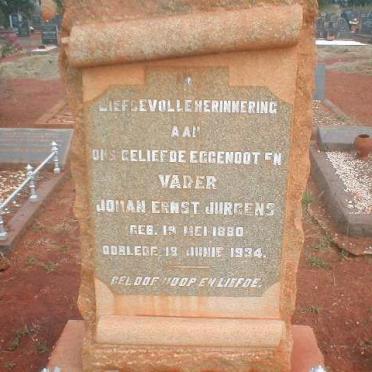 LIEFDEVOLLE HERINNERING
AAN
ONS GELIEFDE EGGENOOT EN
VADER
JOHAN ERNST JURGENS
GEB. 19 MEI 1880
OORLEDE. 19 JUNIE 1934.
GELOOF HOOP EN LIEFDE.